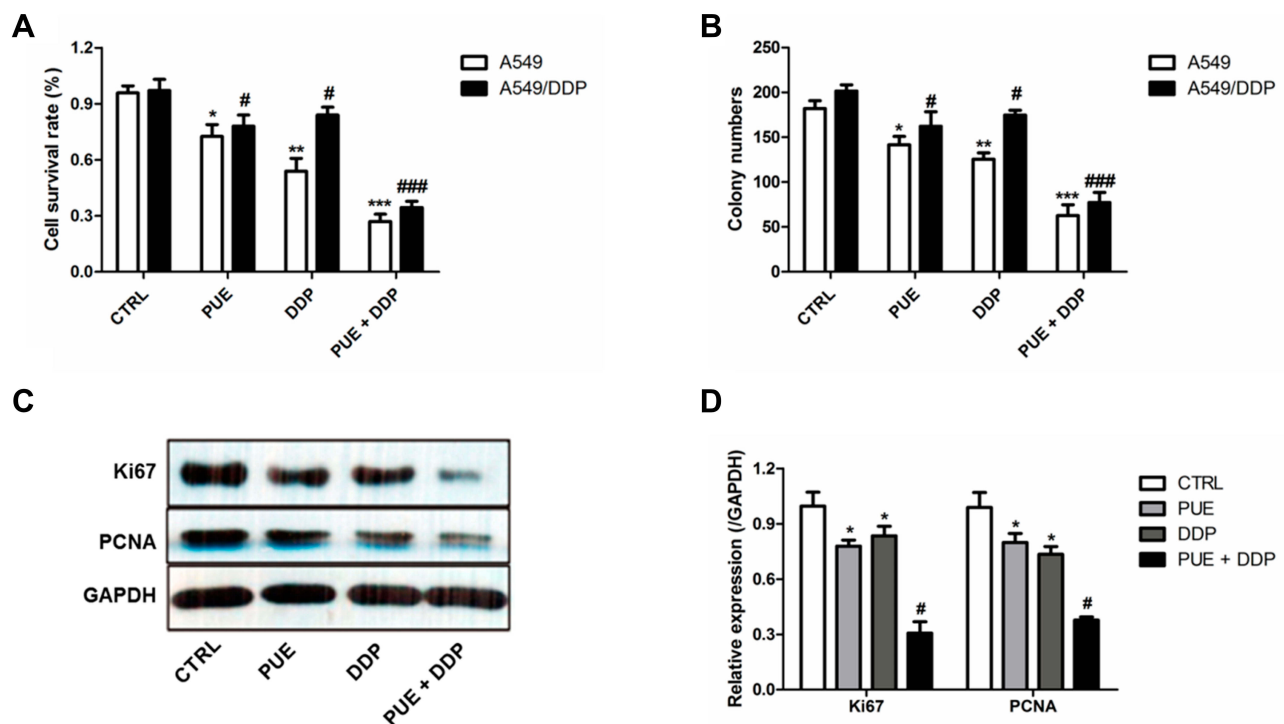 A
Cell survival rate (%)
1.2
0.9
0.6
0.3
0.0
* # ** # *** ###
CTRL PUE DDP PUE + DDP
A549
A549/DDP
B
Colony numbers
250
200
150
100
50
0
* # ** # *** ###
CTRL PUE DDP PUE + DDP
A549
A549/DDP
C
Ki67
PCNA
GAPDH
CTRL PUE DDP PUE + DDP
D
Relative expression (/GAPDH)
1.2
0.9
0.6
0.3
0.0
* * # * * #
Ki67 PCNA
CTRL
PUE
DDP
PUE + DDP